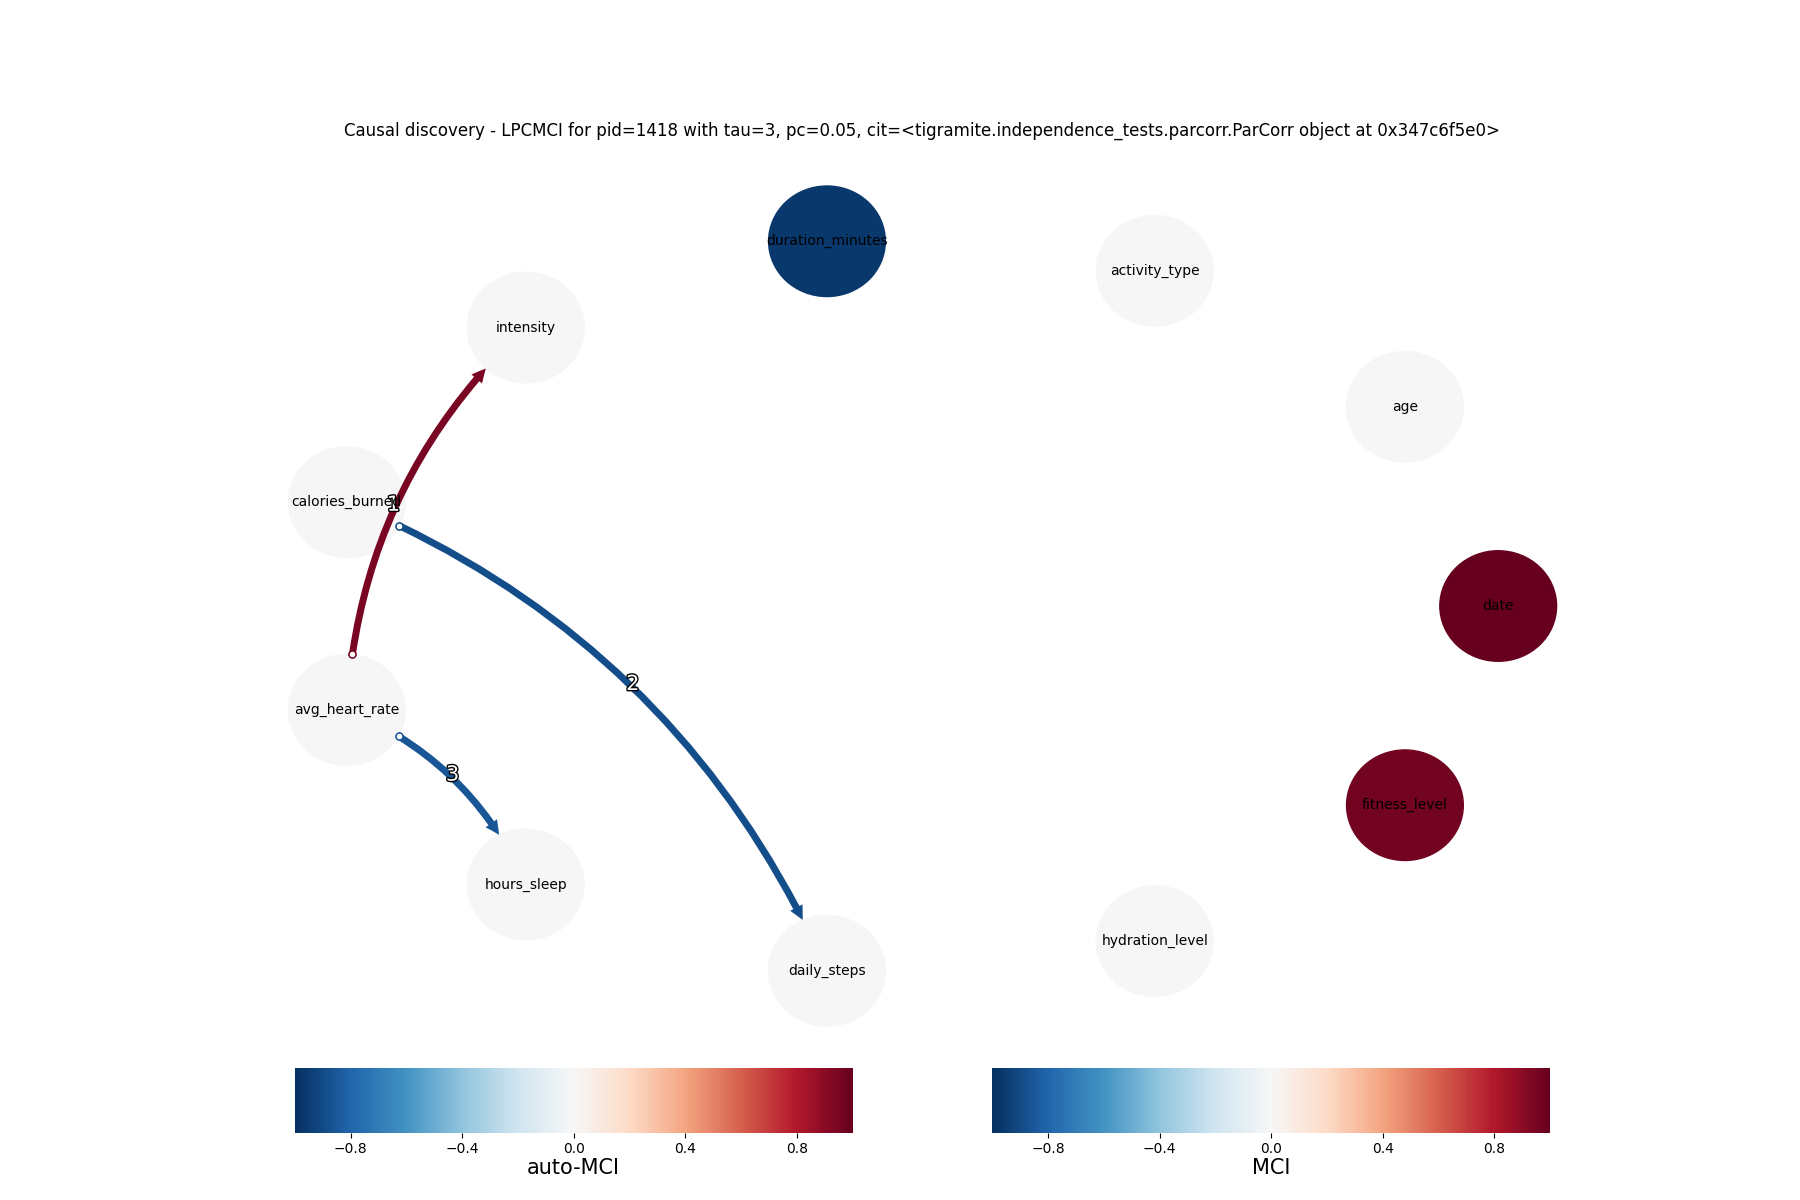 Causal discovery - LPCMCI for pid=1418 with tau=3, pc=0.05, cit=<tigramite.independence_tests.parcorr.ParCorr object at 0x347c6f5e0>
duration_minutes
activity_type
intensity
age
calories_burned
1
date
2
avg_heart_rate
3
fitness_level
hours_sleep
hydration_level
daily_steps
−0.8 −0.4 0.0 0.4 0.8
auto-MCI
−0.8 −0.4 0.0 0.4 0.8
MCI